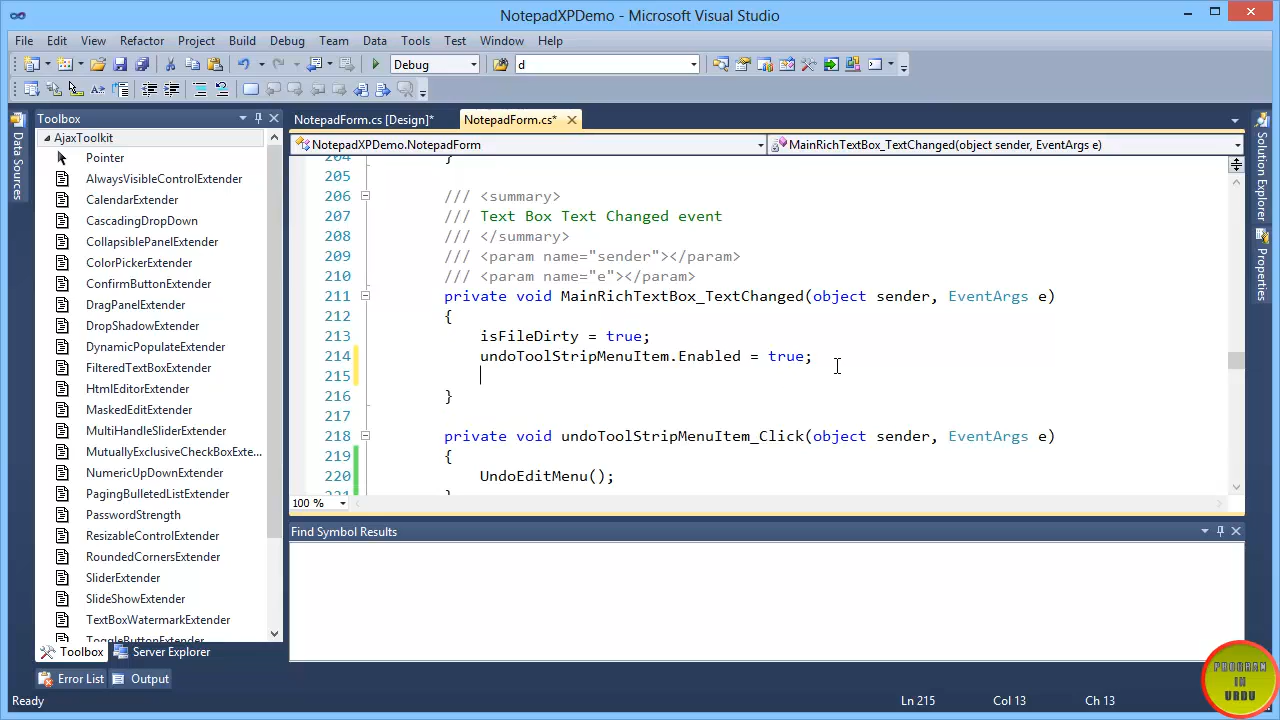 NotepadXPDemo - Microsoft Visual Studio
File Edit View Refactor Project Build Debug Team Data Tools Test Window Help
Debug d
Toolbox
NotepadForm.cs [Design]* NotepadForm.cs*
AjaxToolkit
NotepadXPDemo.NotepadForm MainRichTextBox_TextChanged(object sender, EventArgs e)
Pointer
AlwaysVisibleControlExtender
CalendarExtender
CascadingDropDown
CollapsiblePanelExtender
ColorPickerExtender
ConfirmButtonExtender
DragPanelExtender
DropShadowExtender
DynamicPopulateExtender
FilteredTextBoxExtender
HtmlEditorExtender
MaskedEditExtender
MultiHandleSliderExtender
MutuallyExclusiveCheckBoxExte...
NumericUpDownExtender
PagingBulletedListExtender
PasswordStrength
ResizableControlExtender
RoundedCornersExtender
SliderExtender
SlideShowExtender
TextBoxWatermarkExtender
ToggleButtonExtender
Toolbox Server Explorer
Data Sources
204 }
205
206 /// <summary>
207 /// Text Box Text Changed event
208 /// </summary>
209 /// <param name="sender"></param>
210 /// <param name="e"></param>
211 private void MainRichTextBox_TextChanged(object sender, EventArgs e)
212 {
213 isFileDirty = true;
214 undoToolStripMenuItem.Enabled = true;
215
216 }
217
218 private void undoToolStripMenuItem_Click(object sender, EventArgs e)
219 {
220 UndoEditMenu();
221 }
100 %
Find Symbol Results
Solution Explorer
Properties
Error List Output
Ready Ln 215 Col 13 Ch 13
PROGRAM
IN
URDU